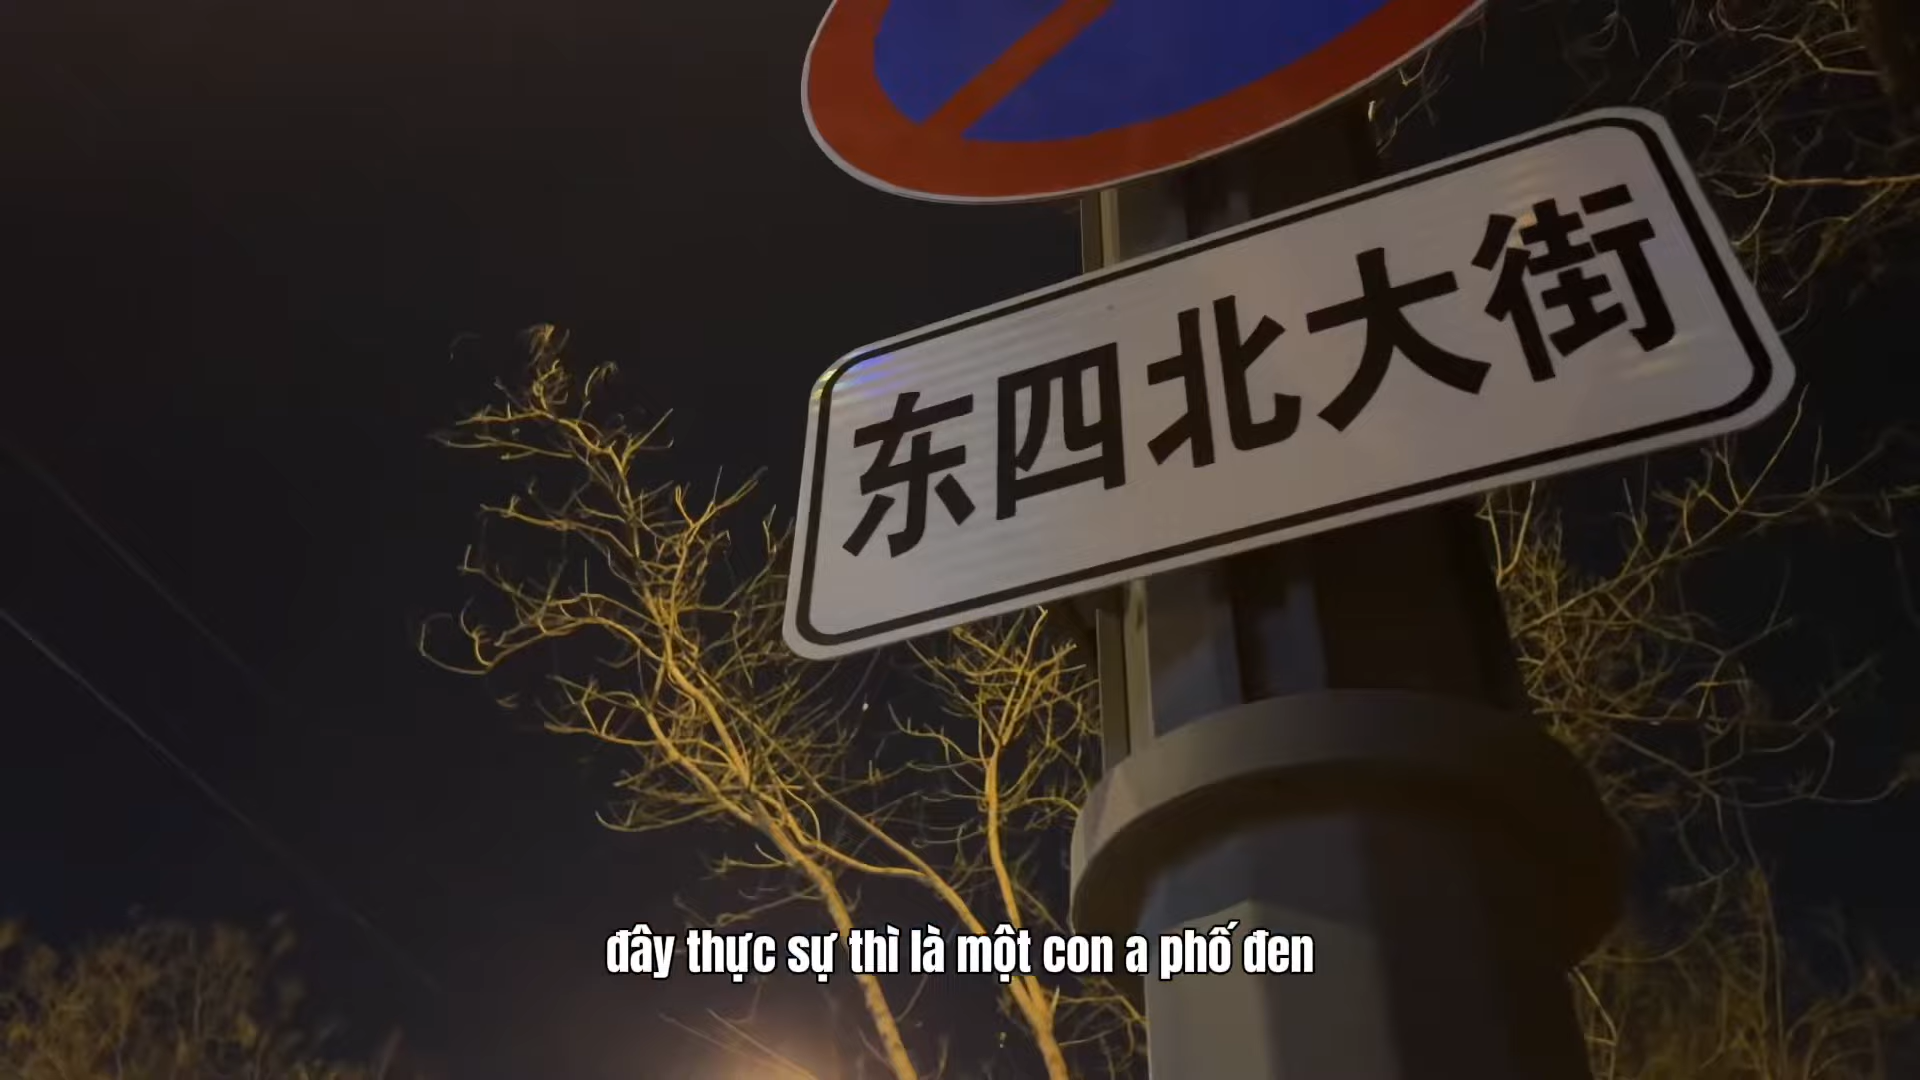 东四北大街
đây thực sự thì là một con a phố đen